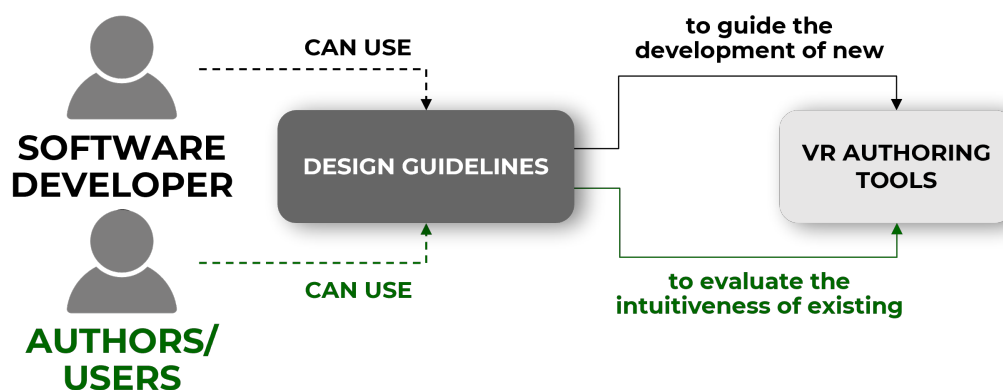 to guide the
development of new
CAN USE
SOFTWARE
DEVELOPER
DESIGN GUIDELINES
VR AUTHORING
TOOLS
CAN USE
to evaluate the
intuitiveness of existing
AUTHORS/
USERS